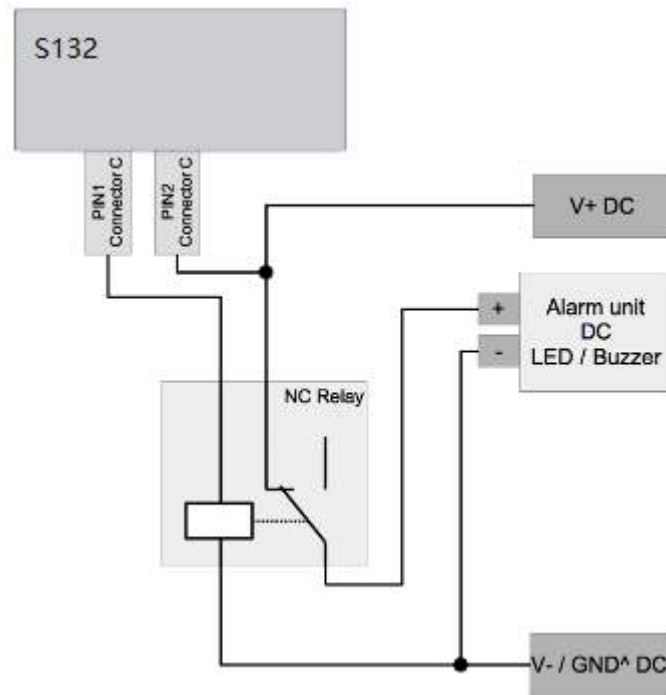 S132
PIN1
Connector C
PIN2
Connector C
V+ DC
+
-
Alarm unit
DC
LED / Buzzer
NC Relay
V- / GND^ DC